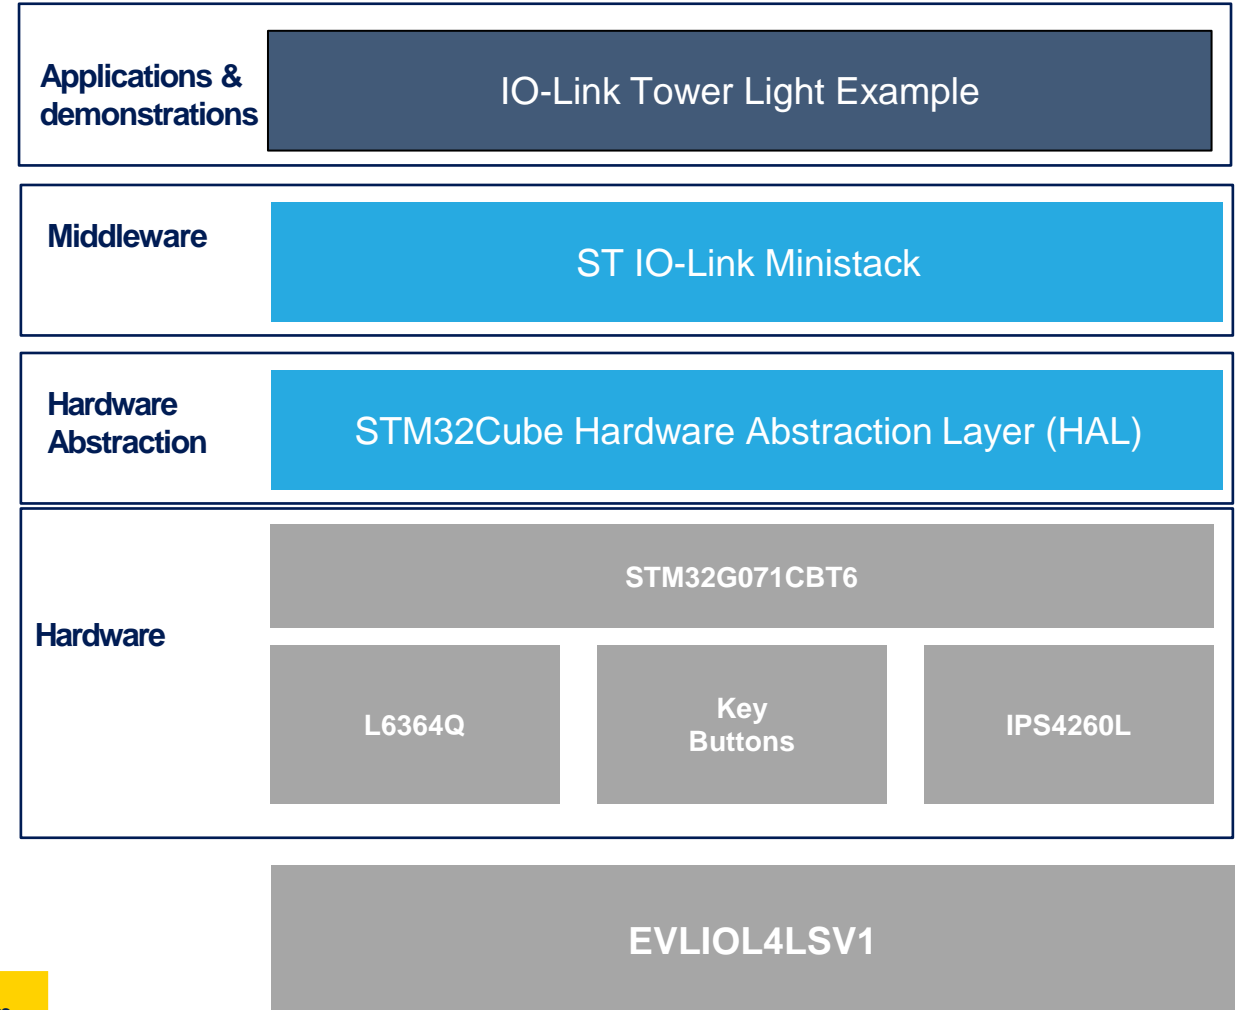 Applications &
demonstrations
IO-Link Tower Light Example
Middleware
ST IO-Link Ministack
Hardware
Abstraction
STM32Cube Hardware Abstraction Layer (HAL)
Hardware
STM32G071CBT6
L6364Q
Key
Buttons
IPS4260L
EVLIOL4LSV1